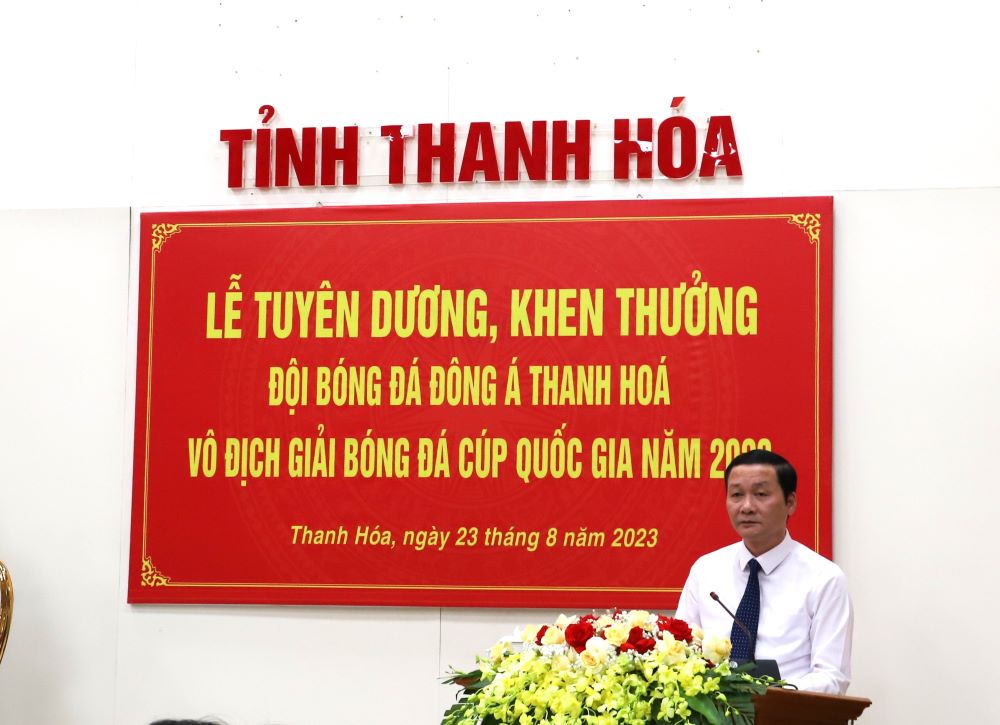 TỈNH THANH HÓA
LỄ TUYÊN DƯƠNG, KHEN THƯỞNG
ĐỘI BÓNG ĐÁ ĐÔNG Á THANH HOÁ
VÔ ĐỊCH GIẢI BÓNG ĐÁ CÚP QUỐC GIA NĂM
Thanh Hóa, ngày 23 tháng 8 năm 2023